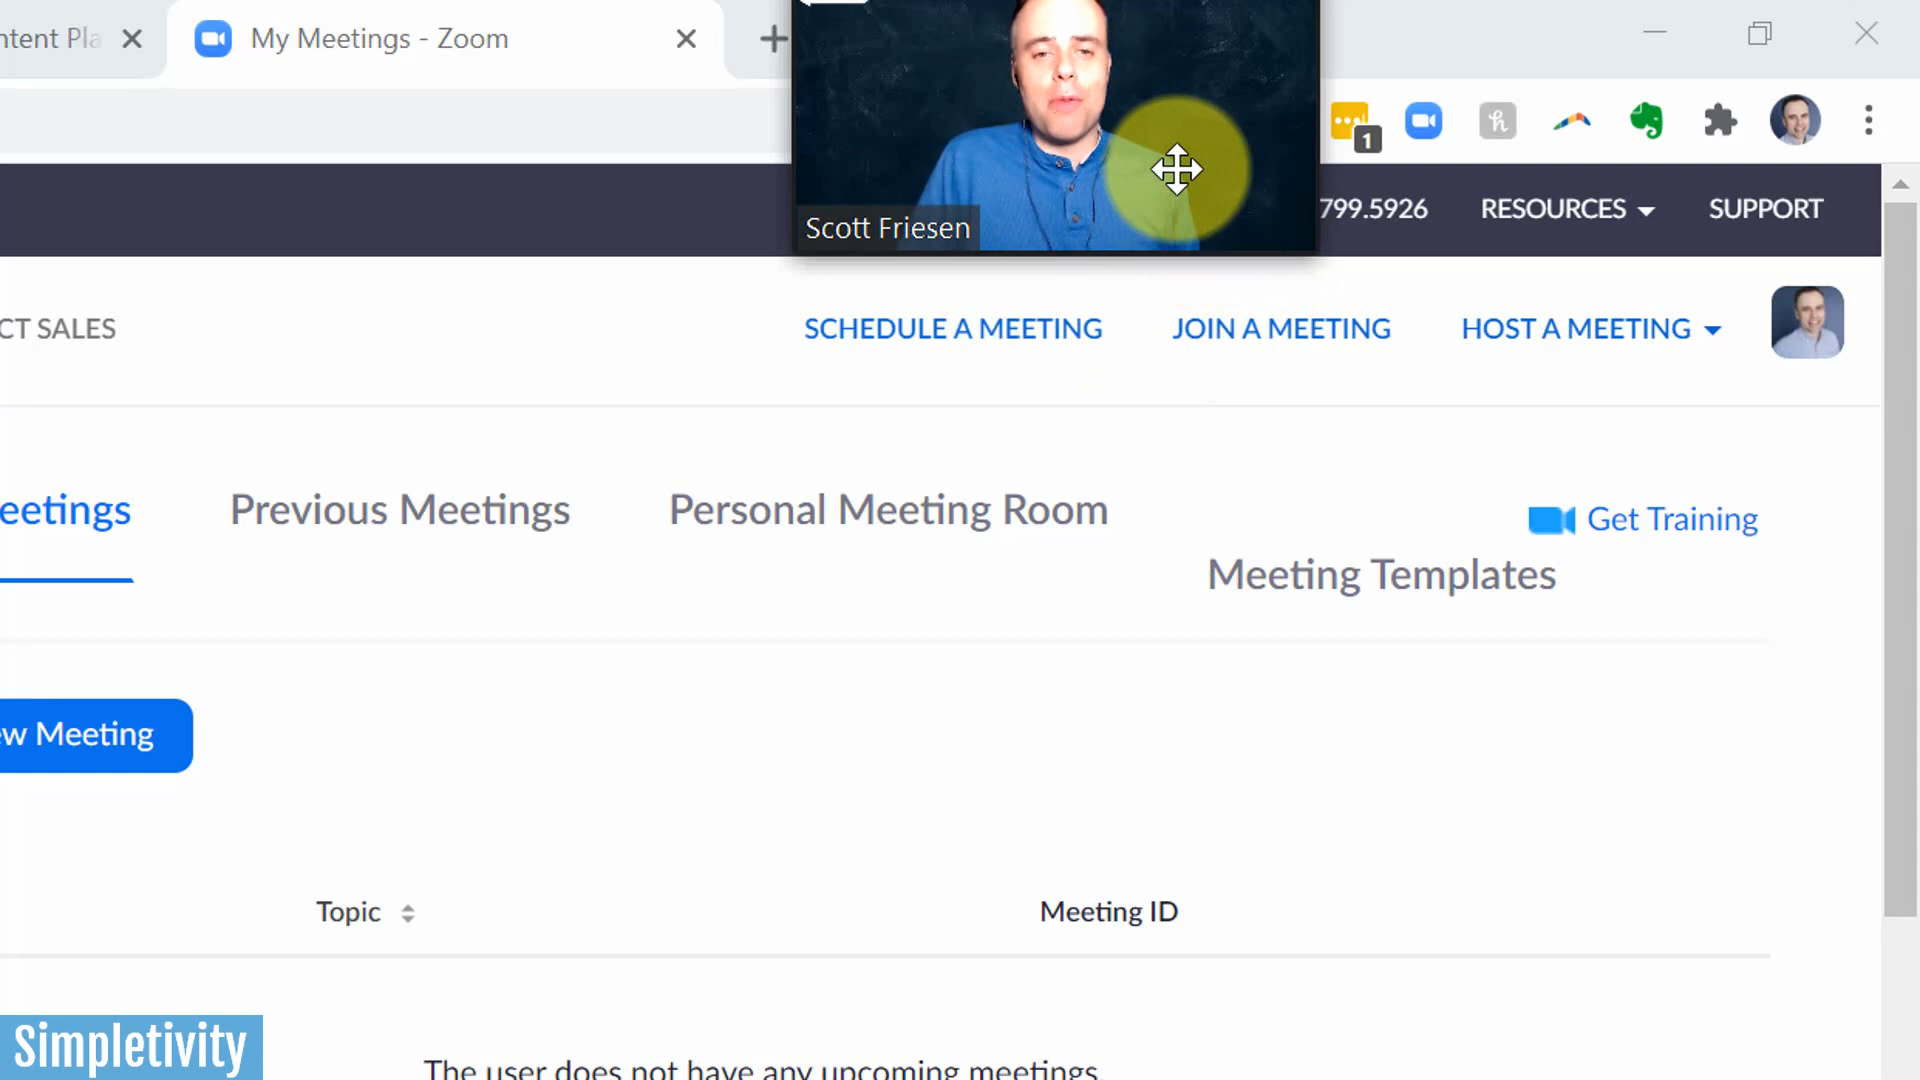 ntent Pla
My Meetings - Zoom
1
Scott Friesen
799.5926
RESOURCES
SUPPORT
CT SALES
SCHEDULE A MEETING
JOIN A MEETING
HOST A MEETING
eetings
Previous Meetings
Personal Meeting Room
Get Training
Meeting Templates
ew Meeting
Topic
Meeting ID
Simpletivity
The user does not have any upcoming meetings.